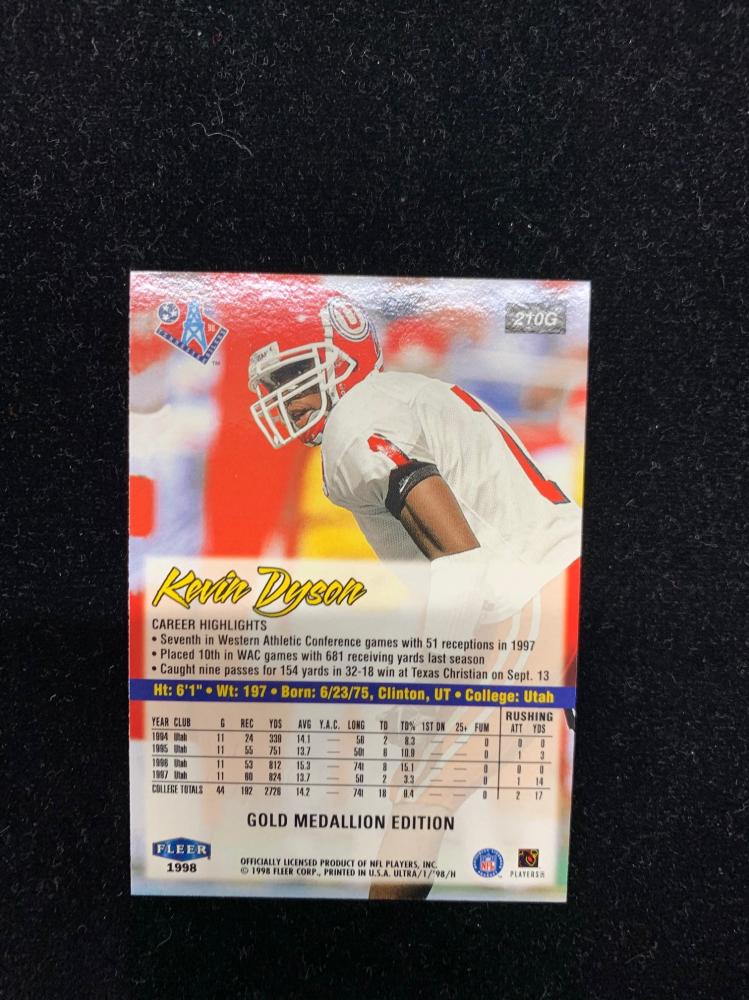 210G
U
Kevin Dyson
CAREER HIGHLIGHTS
• Seventh in Western Athletic Conference games with 51 receptions in 1997
• Placed 10th in WAC games with 681 receiving yards last season
• Caught nine passes for 154 yards in 32-18 win at Texas Christian on Sept. 13
Ht: 6'1" • Wt: 197 • Born: 6/23/75, Clinton, UT • College: Utah
RUSHING
YEAR CLUB G REC YDS AVG Y.A.C. LONG TD TD% 1ST DN 25+ FUM ATT YDS
1994 Utah 11 24 339 14.1 — 56 2 8.3 — — 0 0 0
1995 Utah 11 55 751 13.7 — 50t 6 10.9 — — 0 1 3
1996 Utah 11 53 812 15.3 — 74t 8 15.1 — — 0 0 0
1997 Utah 11 60 824 13.7 — 50 2 3.3 — — 0 1 14
COLLEGE TOTALS 44 192 2726 14.2 — 74t 18 9.4 — — 0 2 17
GOLD MEDALLION EDITION
FLEER
1998
OFFICIALLY LICENSED PRODUCT OF NFL PLAYERS, INC.
© 1998 FLEER CORP., PRINTED IN U.S.A. ULTRA/1/'98/H
NFL
PLAYERS